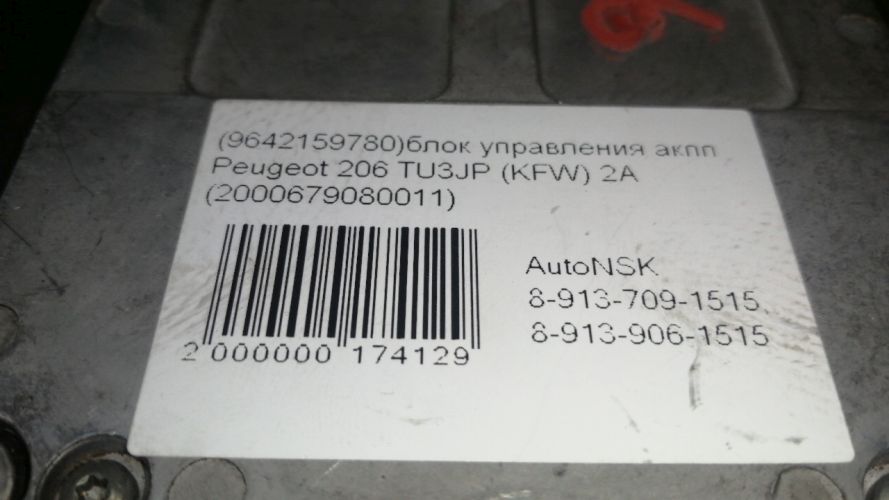 (9642159780)блок управления акпп
Peugeot 206 TU3JP (KFW) 2A
(2000679080011)
AutoNSK
8-913-709-1515,
8-913-906-1515
2 000000 174129